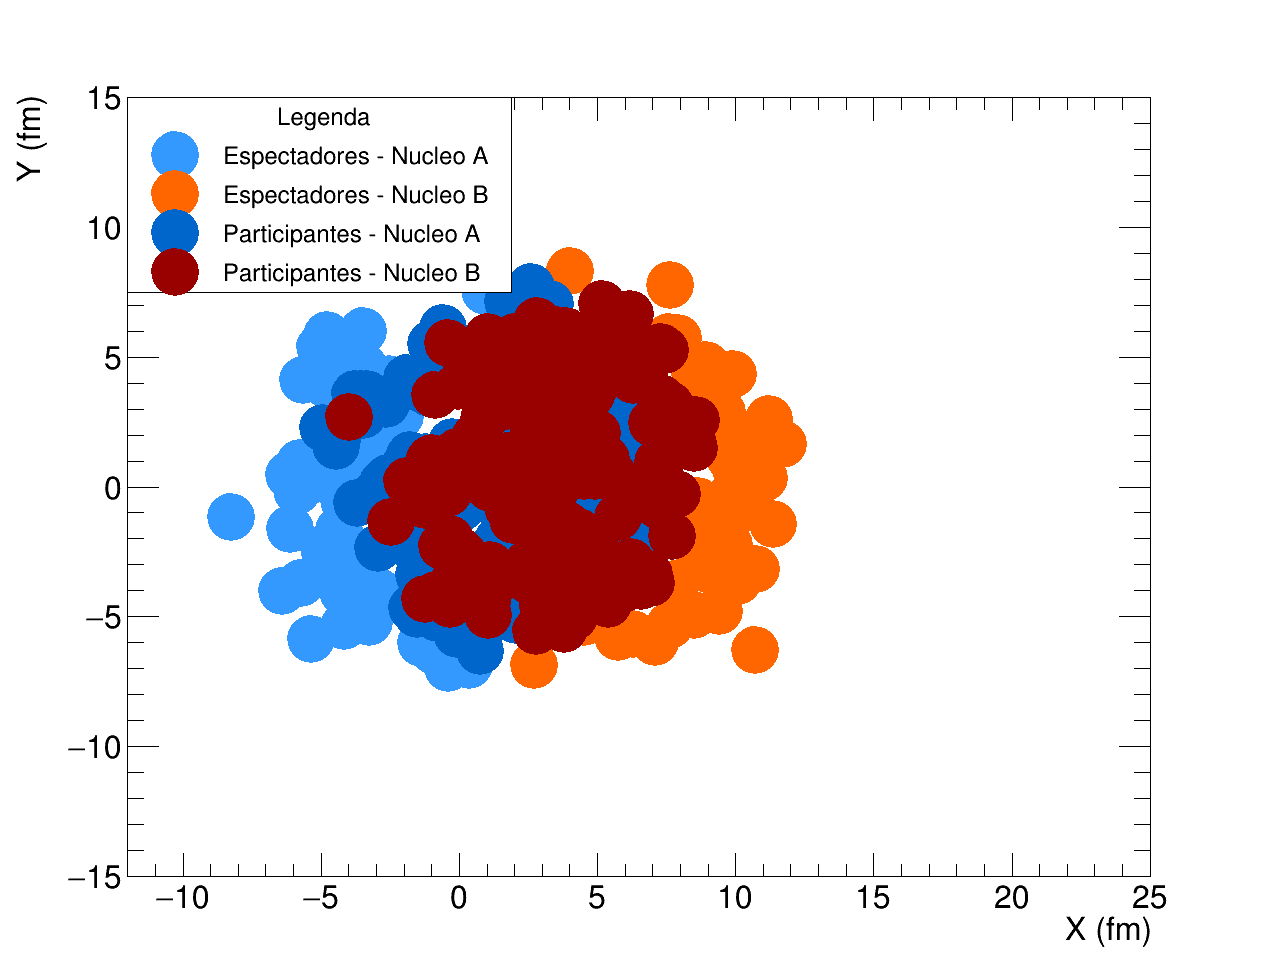 Y (fm)
Legenda
Espectadores - Nucleo A
Espectadores - Nucleo B
Participantes - Nucleo A
Participantes - Nucleo B
15
10
5
0
−5
−10
−15
−10 −5 0 5 10 15 20 25
X (fm)